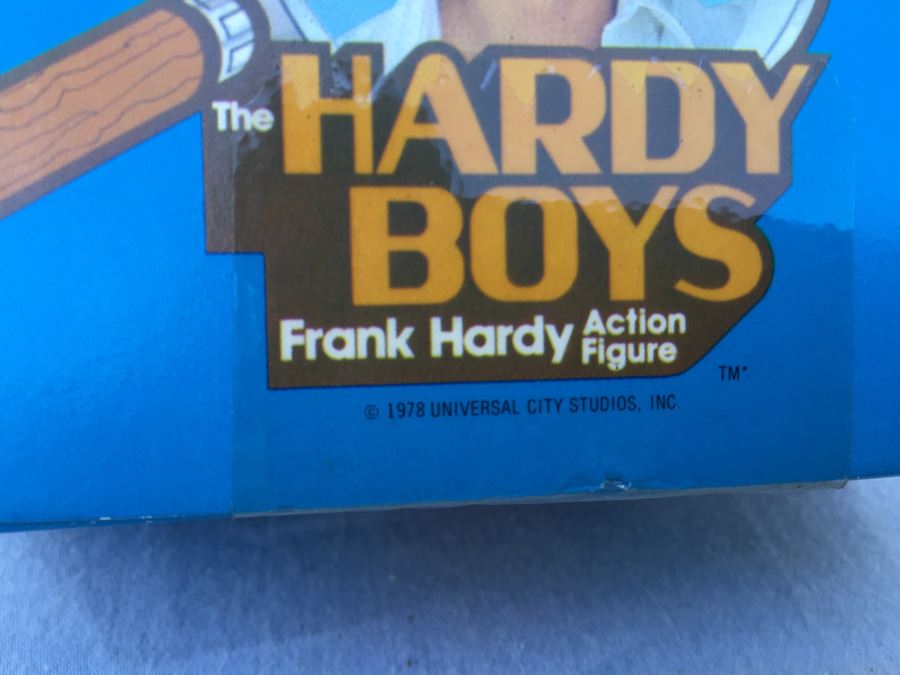 The HARDY
BOYS
Frank Hardy Action
Figure
TM*
© 1978 UNIVERSAL CITY STUDIOS, INC.